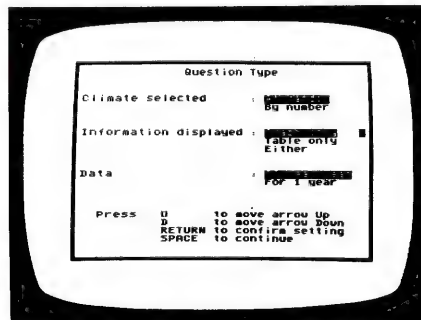 Question Type
Climate selected :
By number
Information displayed :
Table only
Either
Data :
For 1 year
Press U to move arrow Up
D to move arrow Down
RETURN to confirm setting
SPACE to continue